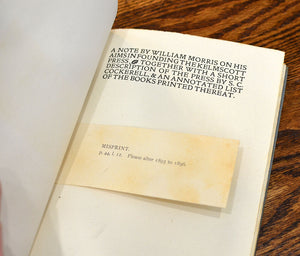 A NOTE BY WILLIAM MORRIS ON HIS
AIMS IN FOUNDING THE KELMSCOTT
PRESS, & TOGETHER WITH A SHORT
DESCRIPTION OF THE PRESS BY S. C.
COCKERELL, & AN ANNOTATED LIST
OF THE BOOKS PRINTED THEREAT.
MISPRINT.
p. 44, l. 12. Please alter 1895 to 1896.